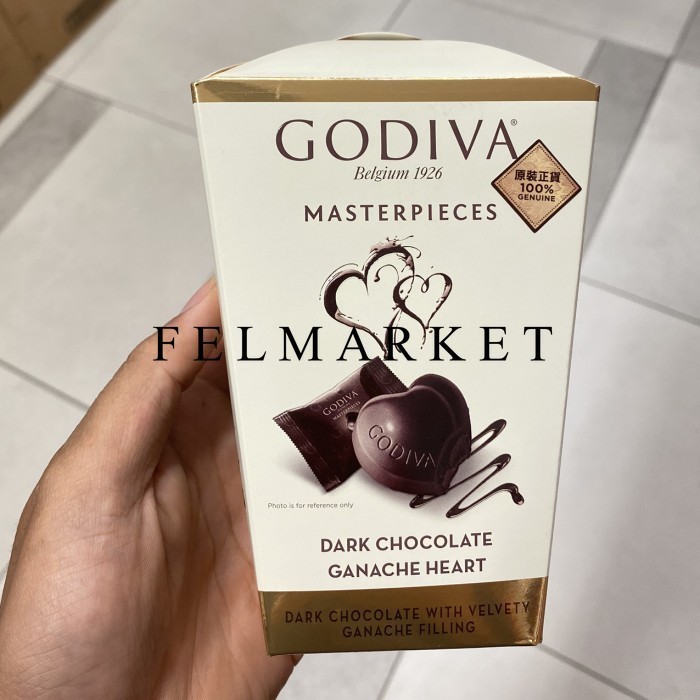 GODIVA®
Belgium 1926
原裝正貨
100%
GENUINE
MASTERPIECES
FELMARKET
GODIVA
MASTERPIECES
GODIVA
Photo is for reference only
DARK CHOCOLATE
GANACHE HEART
DARK CHOCOLATE WITH VELVETY
GANACHE FILLING